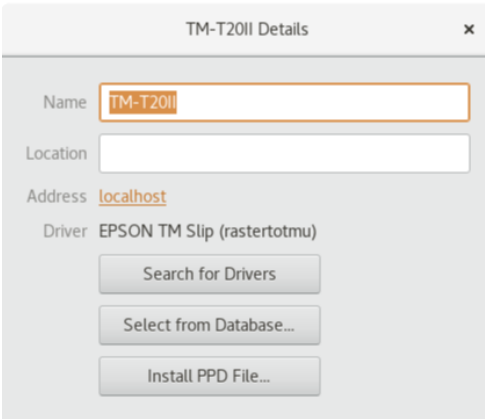 TM-T20II Details ×
Name TM-T20II
Location
Address localhost
Driver EPSON TM Slip (rastertotmu)
Search for Drivers
Select from Database...
Install PPD File...